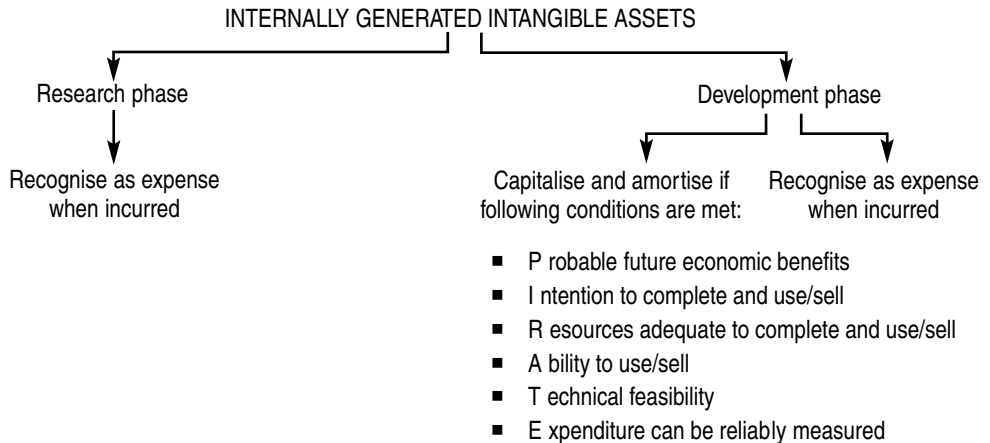 INTERNALLY GENERATED INTANGIBLE ASSETS
Research phase
Development phase
Recognise as expense
when incurred
Capitalise and amortise if
following conditions are met:
Recognise as expense
when incurred
■ P robable future economic benefits
■ I ntention to complete and use/sell
■ R esources adequate to complete and use/sell
■ A bility to use/sell
■ T echnical feasibility
■ E xpenditure can be reliably measured